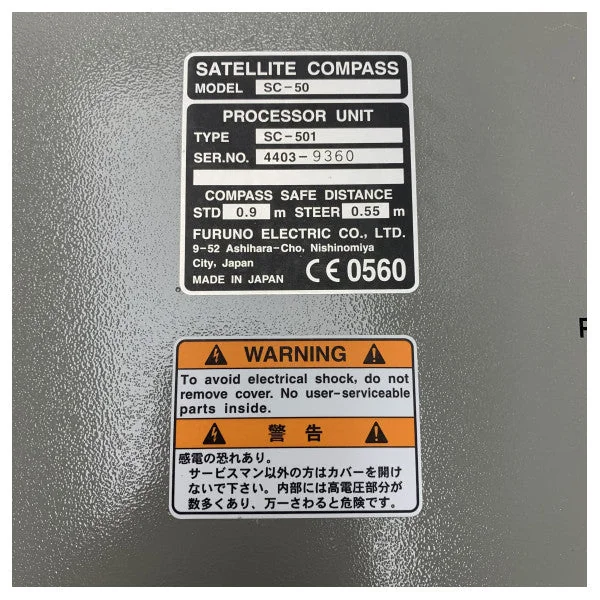 SATELLITE COMPASS
MODEL SC-50
PROCESSOR UNIT
TYPE SC-501
SER.NO. 4403-9360
COMPASS SAFE DISTANCE
STD 0.9 m STEER 0.55 m
FURUNO ELECTRIC CO., LTD.
9-52 Ashihara-Cho, Nishinomiya
City, Japan
MADE IN JAPAN CE 0560
WARNING
To avoid electrical shock, do not
remove cover. No user-serviceable
parts inside.
警告
感電の恐れあり。
サービスマン以外の方はカバーを開け
ないで下さい。内部には高電圧部分が
数多くあり、万一さわると危険です。